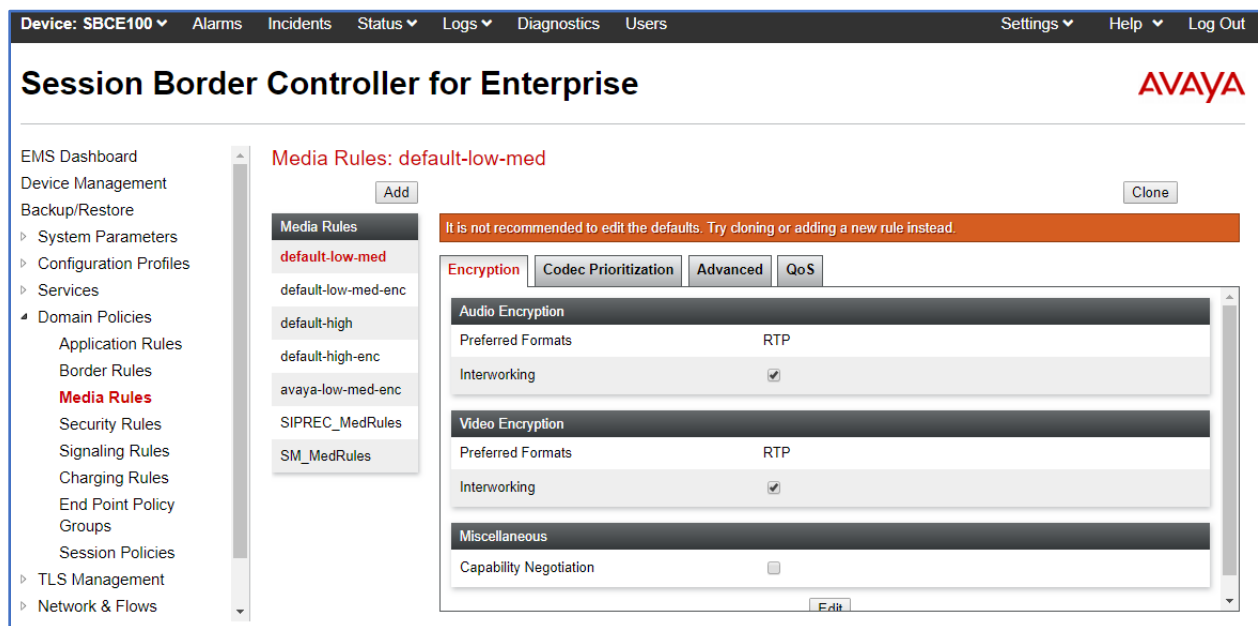 Device: SBCE100 Alarms Incidents Status Logs Diagnostics Users Settings Help Log Out
Session Border Controller for Enterprise
AVAYA
EMS Dashboard
Device Management
Backup/Restore
System Parameters
Configuration Profiles
Services
Domain Policies
Application Rules
Border Rules
Media Rules
Security Rules
Signaling Rules
Charging Rules
End Point Policy
Groups
Session Policies
TLS Management
Network & Flows
Media Rules: default-low-med
Add
Clone
Media Rules
default-low-med
default-low-med-enc
default-high
default-high-enc
avaya-low-med-enc
SIPREC_MedRules
SM_MedRules
It is not recommended to edit the defaults. Try cloning or adding a new rule instead.
Encryption Codec Prioritization Advanced QoS
Audio Encryption
Preferred Formats RTP
Interworking
Video Encryption
Preferred Formats RTP
Interworking
Miscellaneous
Capability Negotiation
Edit